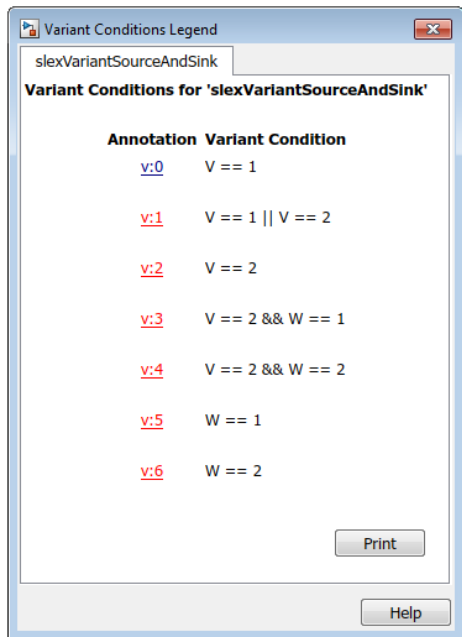 Variant Conditions Legend
slexVariantSourceAndSink
Variant Conditions for 'slexVariantSourceAndSink'
Annotation Variant Condition
v:0 V == 1
v:1 V == 1 || V == 2
v:2 V == 2
v:3 V == 2 && W == 1
v:4 V == 2 && W == 2
v:5 W == 1
v:6 W == 2
Print
Help